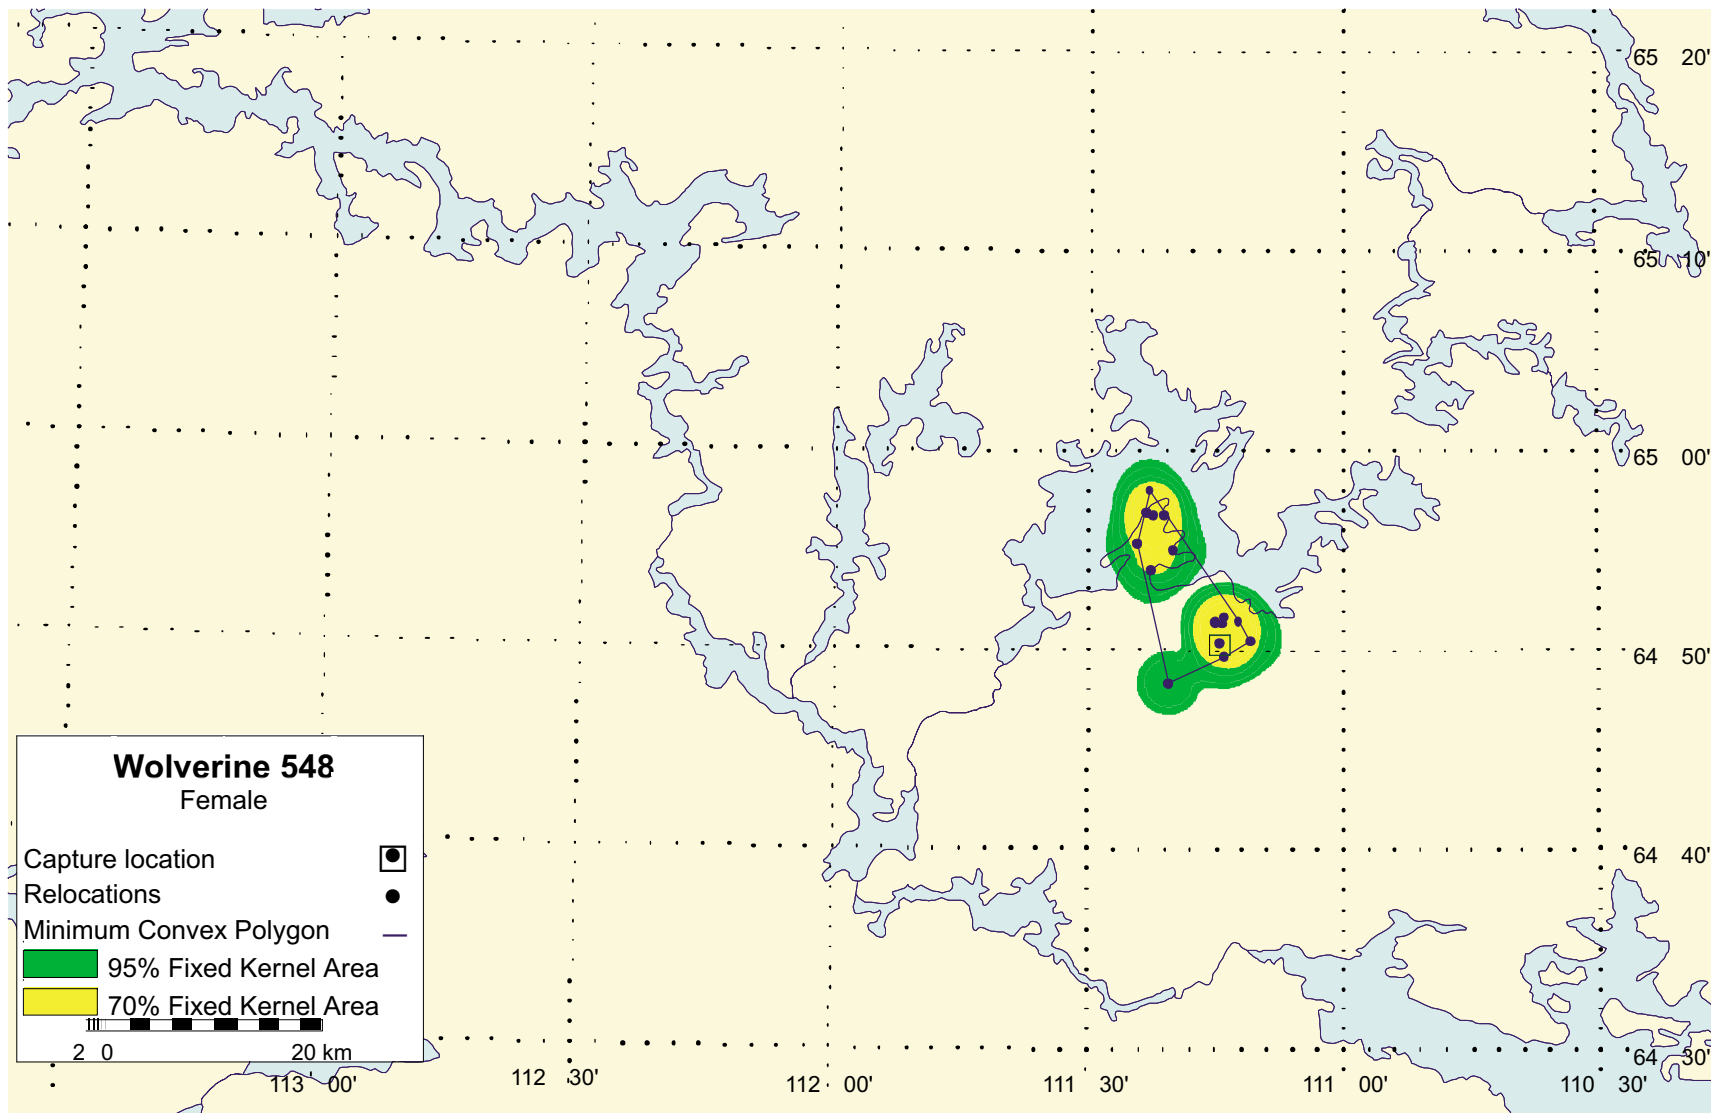 65 20'
65 10'
65 00'
64 50'
64 40'
64 30'
Wolverine 548
Female
Capture location
Relocations
Minimum Convex Polygon
95% Fixed Kernel Area
70% Fixed Kernel Area
2 0 20 km
113 00' 112 30' 112 00' 111 30' 111 00' 110 30'